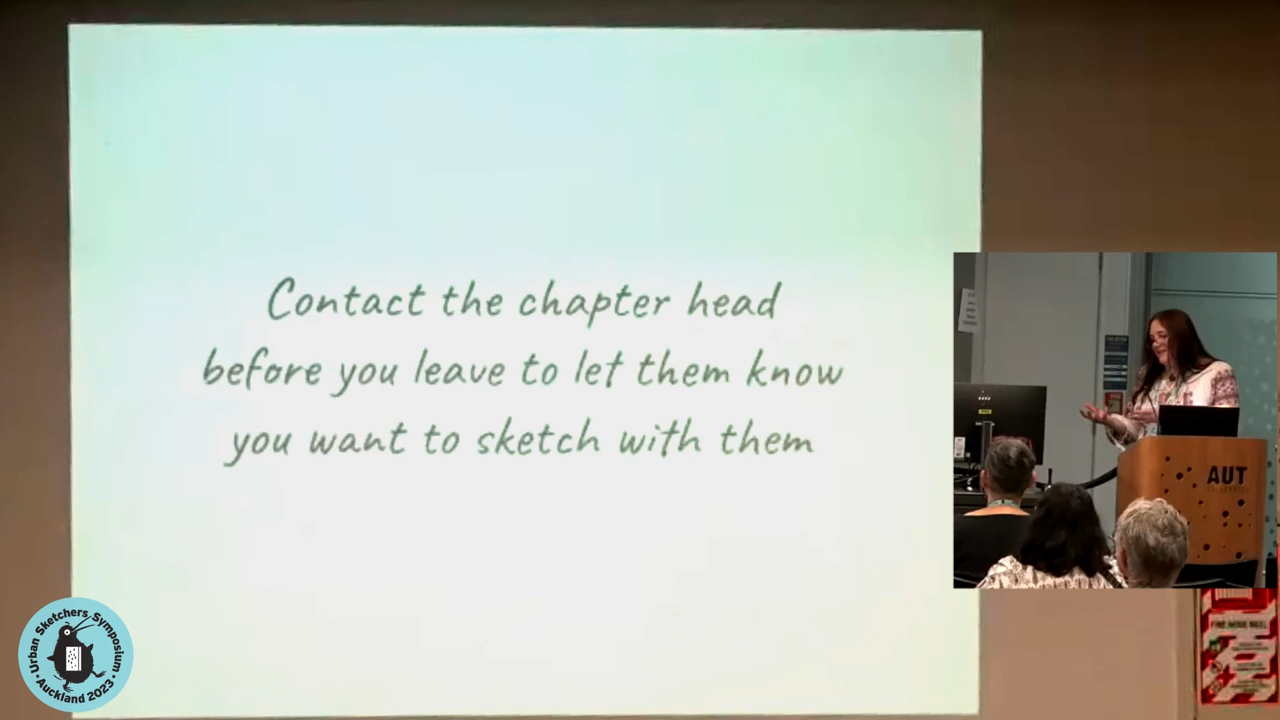 Contact the chapter head
before you leave to let them know
you want to sketch with them
AUT
Urban Sketchers Symposium
Auckland 2023